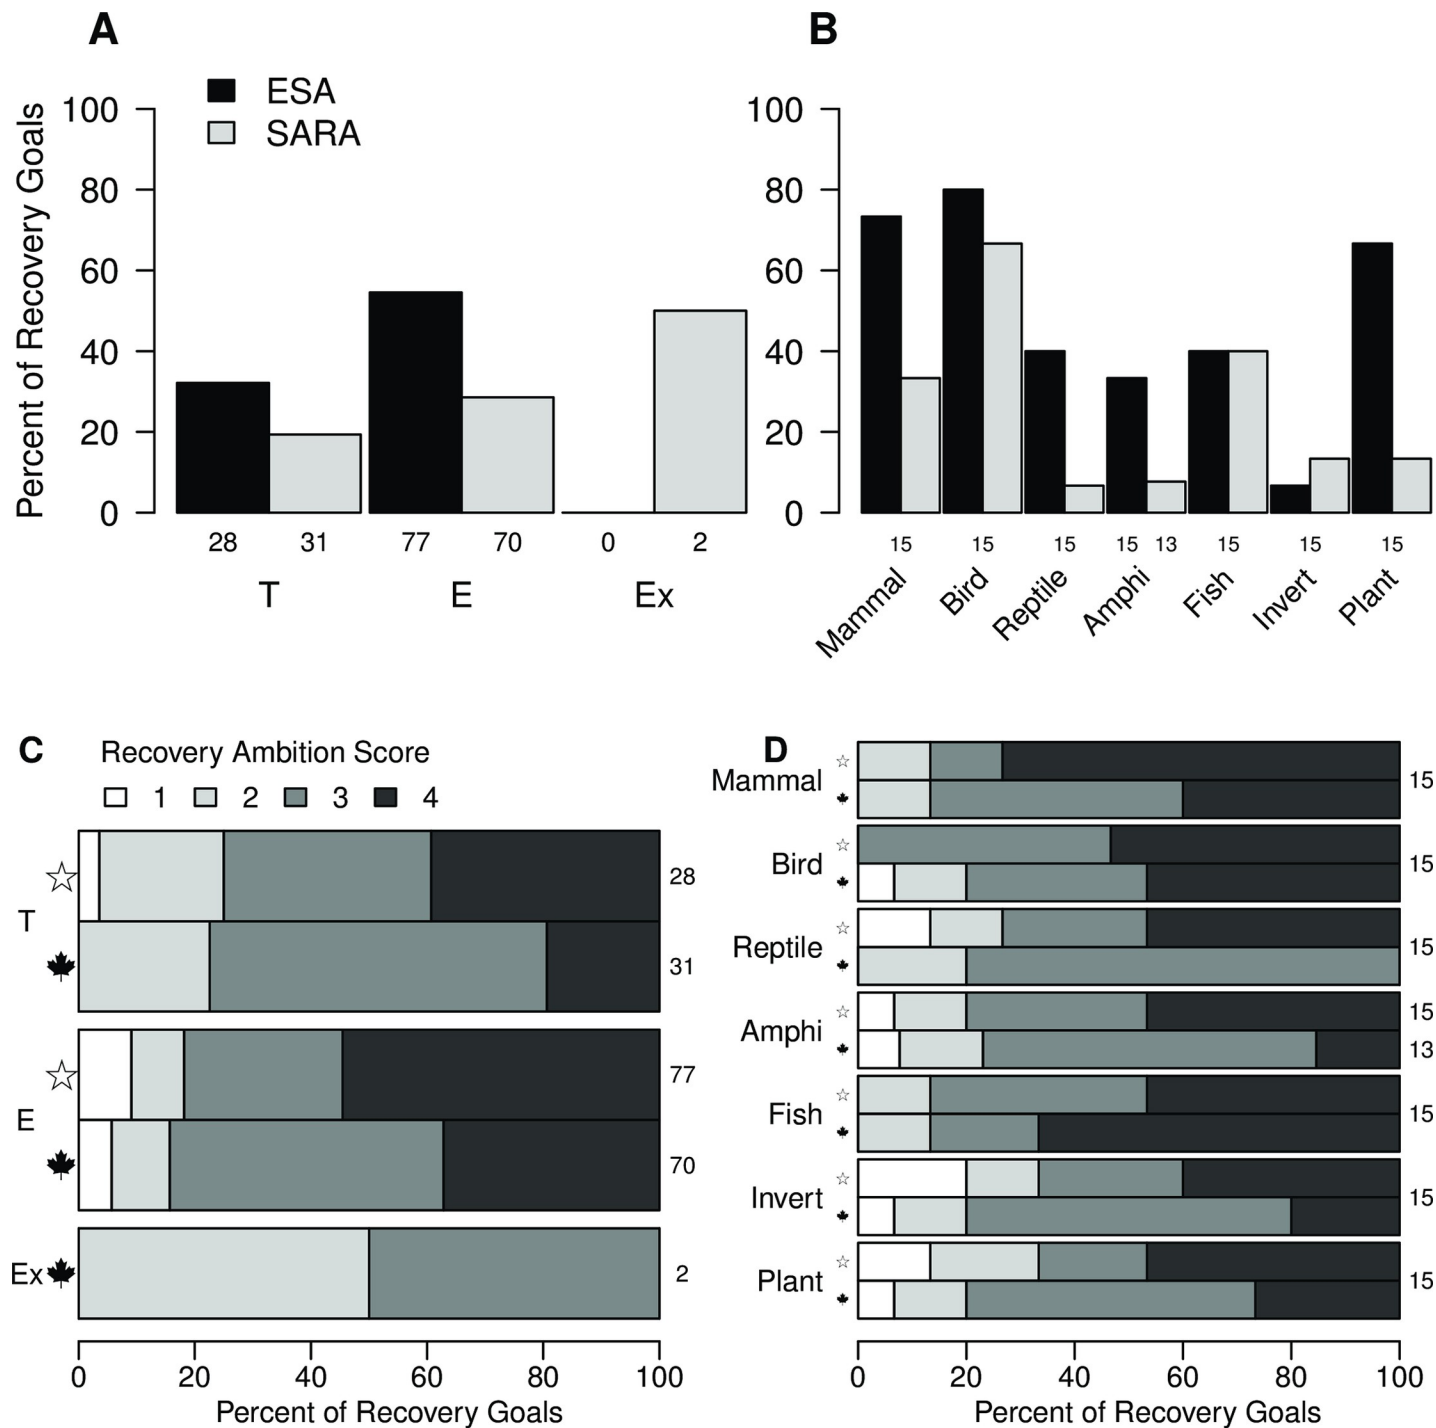 A
ESA
SARA
Percent of Recovery Goals
100
80
60
40
20
0
28 31 77 70 0 2
T E Ex
B
100
80
60
40
20
0
15 15 15 15 13 15 15 15
Mammal Bird Reptile Amphi Fish Invert Plant
C Recovery Ambition Score
1 2 3 4
T
28
31
E
77
70
Ex
2
0 20 40 60 80 100
Percent of Recovery Goals
D
Mammal 15
Bird 15
Reptile 15
Amphi 15
13
Fish 15
Invert 15
Plant 15
0 20 40 60 80 100
Percent of Recovery Goals